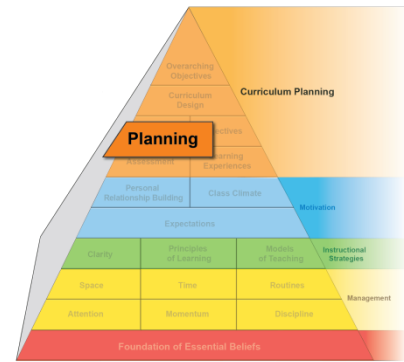 Overarching
Objectives
Curriculum Planning
Curriculum
Design
Planning
Assessment
Learning
Experiences
Personal
Relationship Building
Class Climate
Motivation
Expectations
Clarity
Principles
of Learning
Models
of Teaching
Instructional
Strategies
Space
Time
Routines
Management
Attention
Momentum
Discipline
Foundation of Essential Beliefs